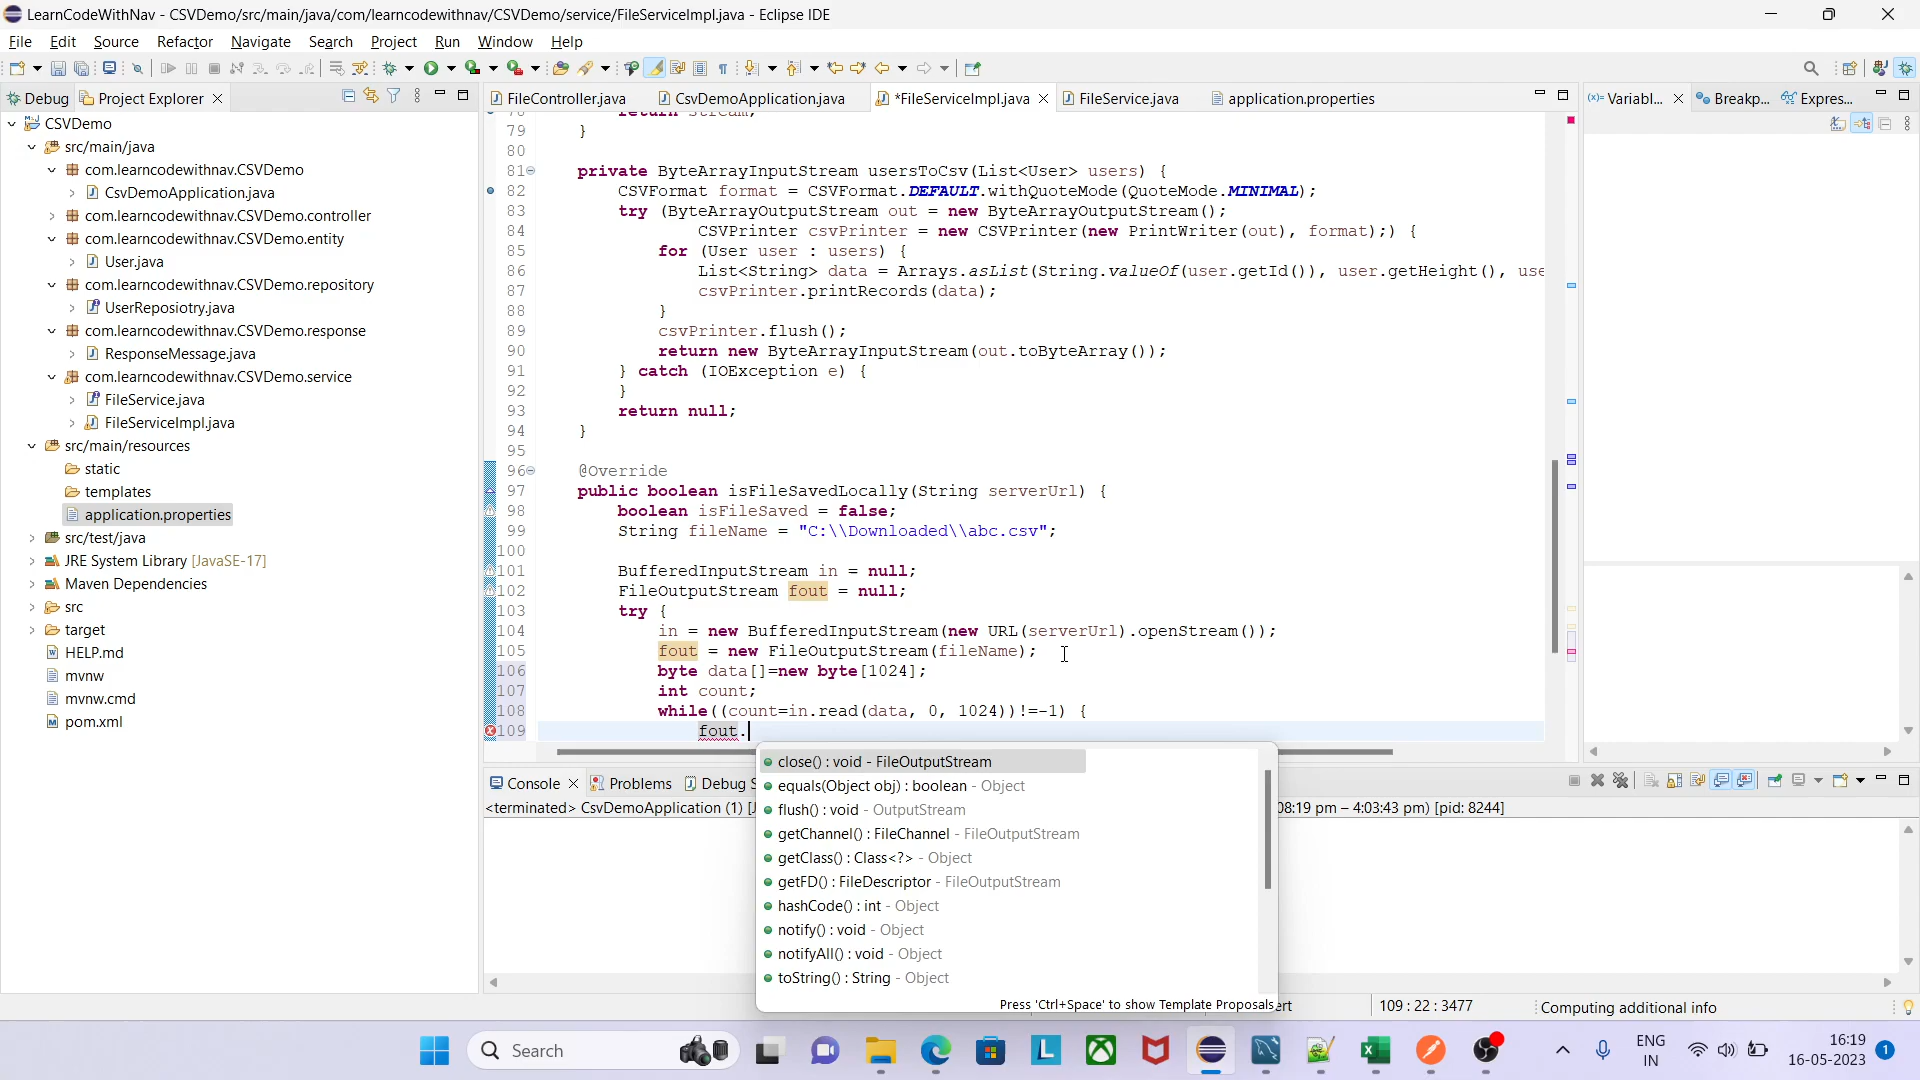 LearnCodeWithNav - CSVDemo/src/main/java/com/learncodewithnav/CSVDemo/service/FileServiceImpl.java - Eclipse IDE
File Edit Source Refactor Navigate Search Project Run Window Help
Debug Project Explorer
FileController.java CsvDemoApplication.java *FileServiceImpl.java FileService.java application.properties
(x)= Variabl... Breakp... Expres...
CSVDemo
src/main/java
com.learncodewithnav.CSVDemo
CsvDemoApplication.java
com.learncodewithnav.CSVDemo.controller
com.learncodewithnav.CSVDemo.entity
User.java
com.learncodewithnav.CSVDemo.repository
UserReposiotry.java
com.learncodewithnav.CSVDemo.response
ResponseMessage.java
com.learncodewithnav.CSVDemo.service
FileService.java
FileServiceImpl.java
src/main/resources
static
templates
application.properties
src/test/java
JRE System Library [JavaSE-17]
Maven Dependencies
src
target
HELP.md
mvnw
mvnw.cmd
pom.xml
78 return stream;
79 }
80
81 private ByteArrayInputStream usersToCsv(List<User> users) {
82 CSVFormat format = CSVFormat.DEFAULT.withQuoteMode(QuoteMode.MINIMAL);
83 try (ByteArrayOutputStream out = new ByteArrayOutputStream();
84 CSVPrinter csvPrinter = new CSVPrinter(new PrintWriter(out), format);) {
85 for (User user : users) {
86 List<String> data = Arrays.asList(String.valueOf(user.getId()), user.getHeight(), use
87 csvPrinter.printRecords(data);
88 }
89 csvPrinter.flush();
90 return new ByteArrayInputStream(out.toByteArray());
91 } catch (IOException e) {
92 }
93 return null;
94 }
95
96 @Override
97 public boolean isFileSavedLocally(String serverUrl) {
98 boolean isFileSaved = false;
99 String fileName = "C:\\Downloaded\\abc.csv";
100
101 BufferedInputStream in = null;
102 FileOutputStream fout = null;
103 try {
104 in = new BufferedInputStream(new URL(serverUrl).openStream());
105 fout = new FileOutputStream(fileName);
106 byte data[]=new byte[1024];
107 int count;
108 while((count=in.read(data, 0, 1024))!=-1) {
109 fout.
close() : void - FileOutputStream
equals(Object obj) : boolean - Object
flush() : void - OutputStream
getChannel() : FileChannel - FileOutputStream
getClass() : Class<?> - Object
getFD() : FileDescriptor - FileOutputStream
hashCode() : int - Object
notify() : void - Object
notifyAll() : void - Object
toString() : String - Object
Press 'Ctrl+Space' to show Template Proposals
Console Problems Debug S
<terminated> CsvDemoApplication (1) [J 08:19 pm – 4:03:43 pm) [pid: 8244]
ert 109 : 22 : 3477 Computing additional info
Search
ENG
IN
16:19
16-05-2023
1